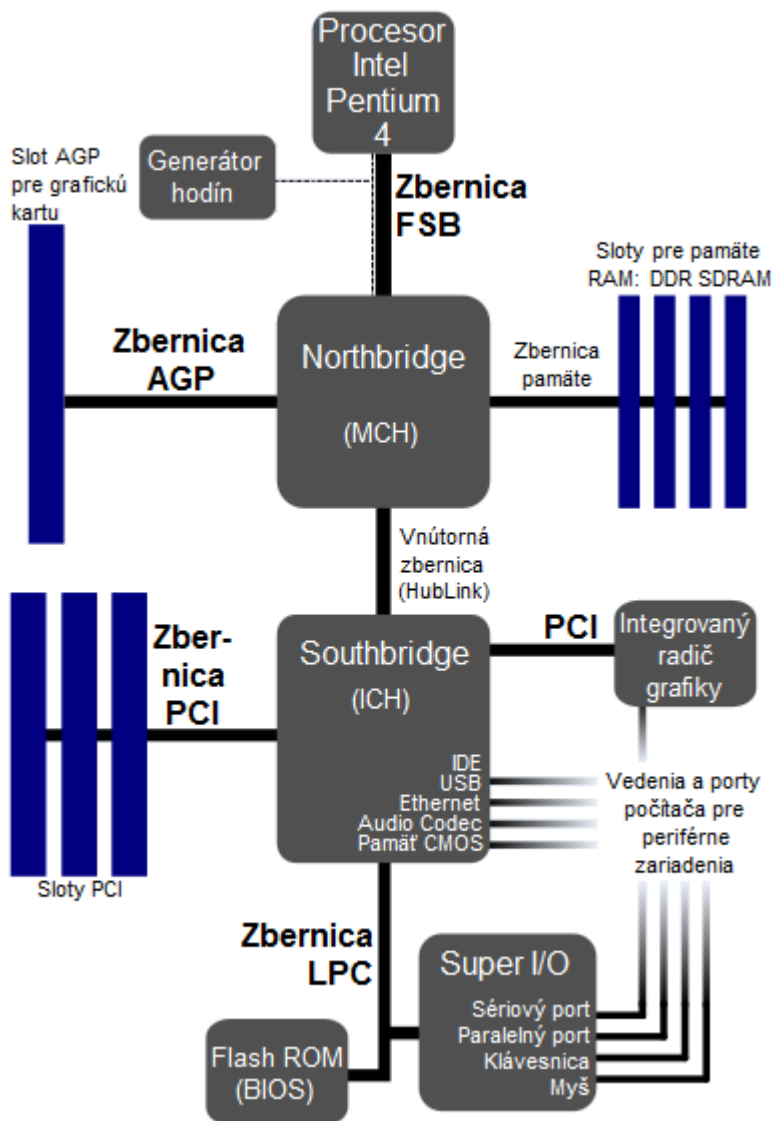 Procesor
Intel
Pentium
4
Slot AGP
pre grafickú
kartu
Generátor
hodín
Zbernica
FSB
Sloty pre pamäte
RAM: DDR SDRAM
Zbernica
AGP
Northbridge
(MCH)
Zbernica
pamäte
Vnútorná
zbernica
(HubLink)
Zber-
nica
PCI
Southbridge
(ICH)
PCI
Integrovaný
radič
grafiky
IDE
USB
Ethernet
Audio Codec
Pamäť CMOS
Vedenia a porty
počítača pre
periférne
zariadenia
Sloty PCI
Zbernica
LPC
Super I/O
Sériový port
Paralelný port
Klávesnica
Myš
Flash ROM
(BIOS)